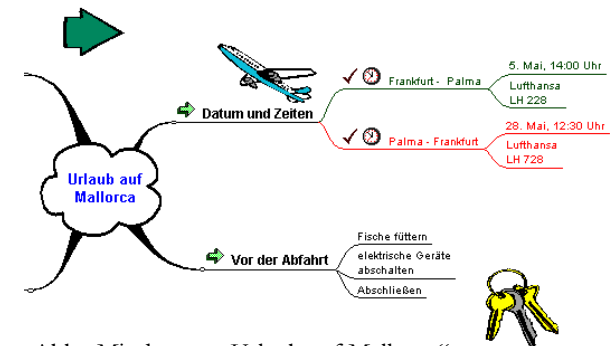 Urlaub auf
Mallorca
Datum und Zeiten
Frankfurt - Palma
5. Mai, 14:00 Uhr
Lufthansa
LH 228
Palma - Frankfurt
28. Mai, 12:30 Uhr
Lufthansa
LH 728
Vor der Abfahrt
Fische füttern
elektrische Geräte
abschalten
Abschließen